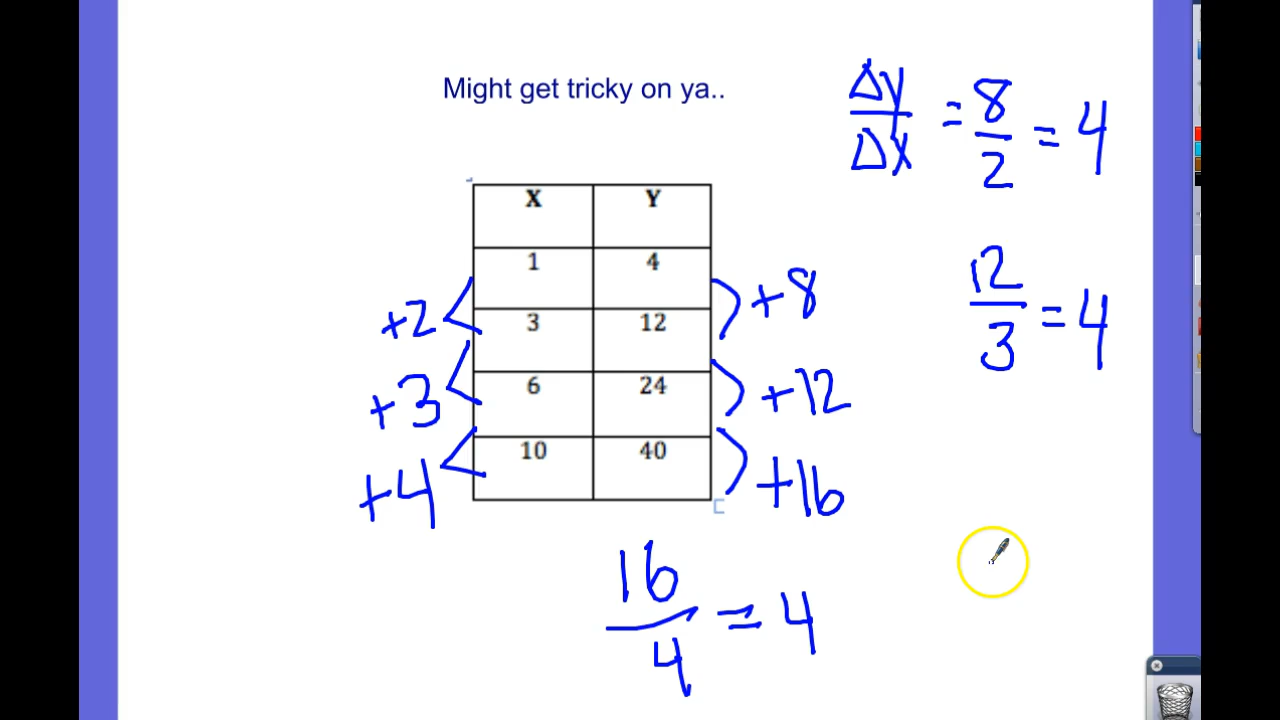 Might get tricky on ya..
Δy/Δx = 8/2 = 4
X Y
1 4
3 12
6 24
10 40
+2
+3
+4
+8
+12
+16
12/3 = 4
16/4 = 4